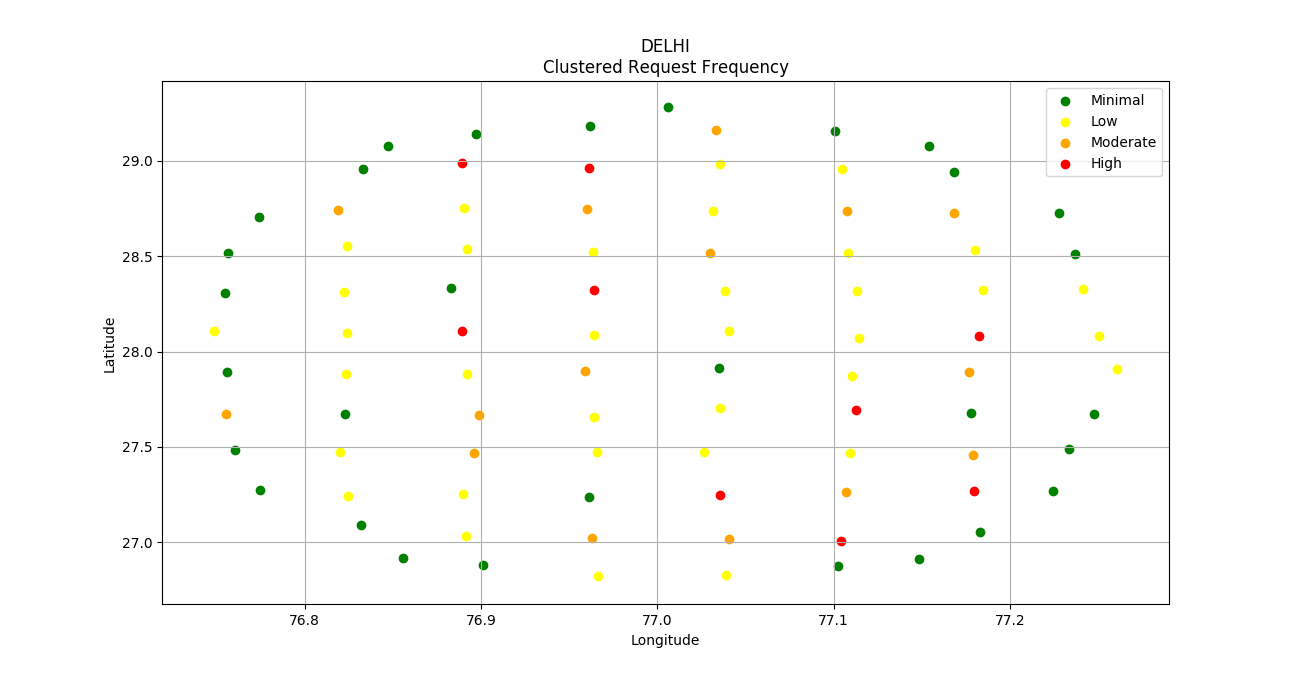 DELHI
Clustered Request Frequency
Minimal
Low
Moderate
High
29.0
28.5
28.0
27.5
27.0
Latitude
76.8
76.9
77.0
77.1
77.2
Longitude